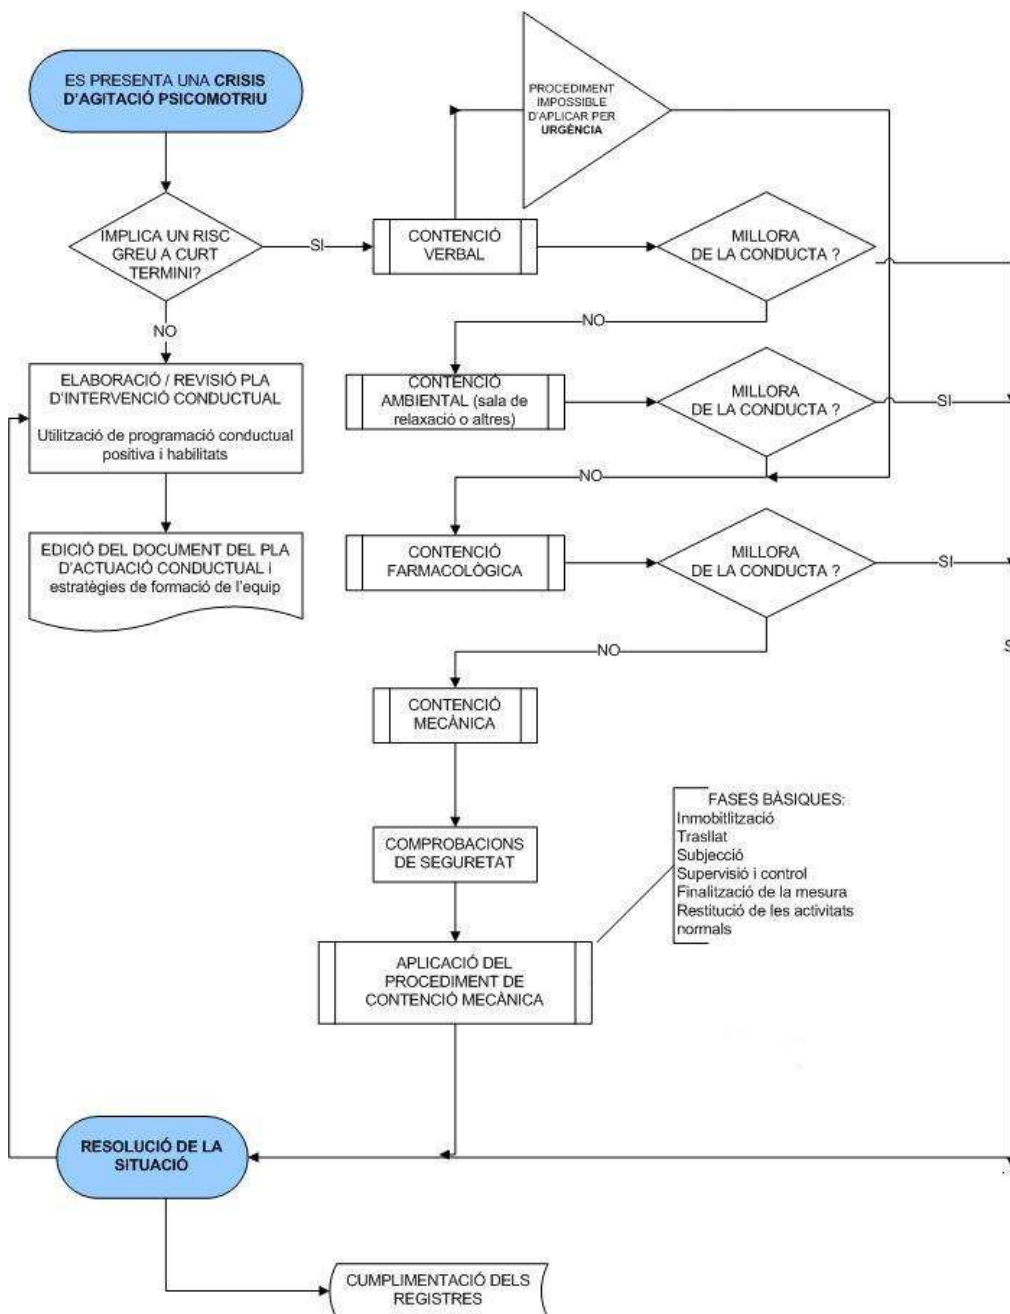 ES PRESENTA UNA CRISIS
D'AGITACIÓ PSICOMOTRIU
PROCEDIMENT
IMPOSSIBLE
D'APLICAR PER
URGÈNCIA
IMPLICA UN RISC
GREU A CURT
TERMINI?
SI
CONTENCIÓ
VERBAL
MILLORA
DE LA CONDUCTA ?
NO
NO
ELABORACIÓ / REVISIÓ PLA
D'INTERVENCIÓ CONDUCTUAL
Utilització de programació conductual
positiva i habilitats
CONTENCIÓ
AMBIENTAL (sala de
relaxació o altres)
MILLORA
DE LA CONDUCTA ?
SI
NO
EDICIÓ DEL DOCUMENT DEL PLA
D'ACTUACIÓ CONDUCTUAL i
estratègies de formació de l'equip
CONTENCIÓ
FARMACOLÒGICA
MILLORA
DE LA CONDUCTA ?
SI
NO
S
CONTENCIÓ
MECÀNICA
COMPROBACIONS
DE SEGURETAT
FASES BÀSIQUES:
Inmobitlització
Trasllat
Subjecció
Supervisió i control
Finalització de la mesura
Restitució de les activitats
normals
APLICACIÓ DEL
PROCEDIMENT DE
CONTENCIÓ MECÀNICA
RESOLUCIÓ DE LA
SITUACIÓ
CUMPLIMENTACIÓ DELS
REGISTRES